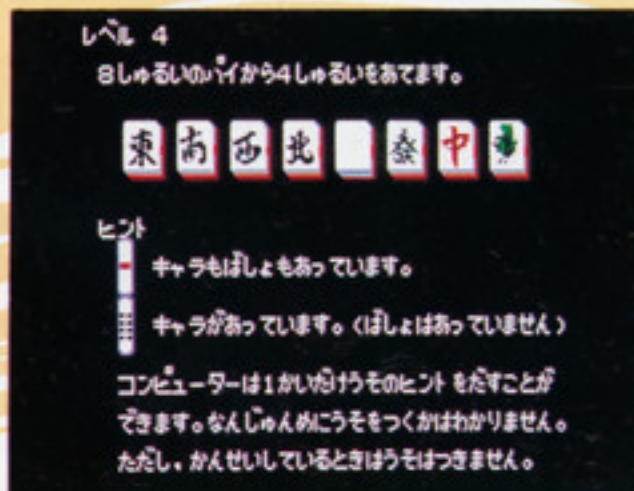 レベル 4
8しゅるいのパイから4しゅるいをあてます。
東 南 西 北 發 中
ヒント
キャラもばしょもあっています。
キャラがあっています。(ばしょはあっていません)
コンピューターは1かいだけうそのヒントをだすことが
できます。なんじゅんめにうそをつくかはわかりません。
ただし、かんせいしているときはうそはつきません。